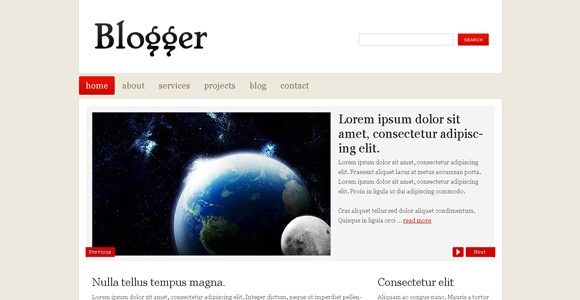 Blogger
SEARCH
home about services projects blog contact
Lorem ipsum dolor sit
amet, consectetur adipisc-
ing elit.
Lorem ipsum dolor sit amet, consectetur adipiscing
elit. Praesent aliquet lacus at metus accumsan porta.
Lorem ipsum dolor sit amet, consectetur adipiscing
elit. Proin in ligula ut dui adipiscing commodo.
Cras aliquet tellus sed dolor aliquet condimentum.
Quisque in ligula orci ... read more
Previous
Next
Nulla tellus tempus magna.
Lorem ipsum dolor sit amet, consectetur adipiscing elit. Integer dictum, neque ut imperdiet pellen-
Consectetur elit
Aliquam ac congue nunc. Mauris a tortor